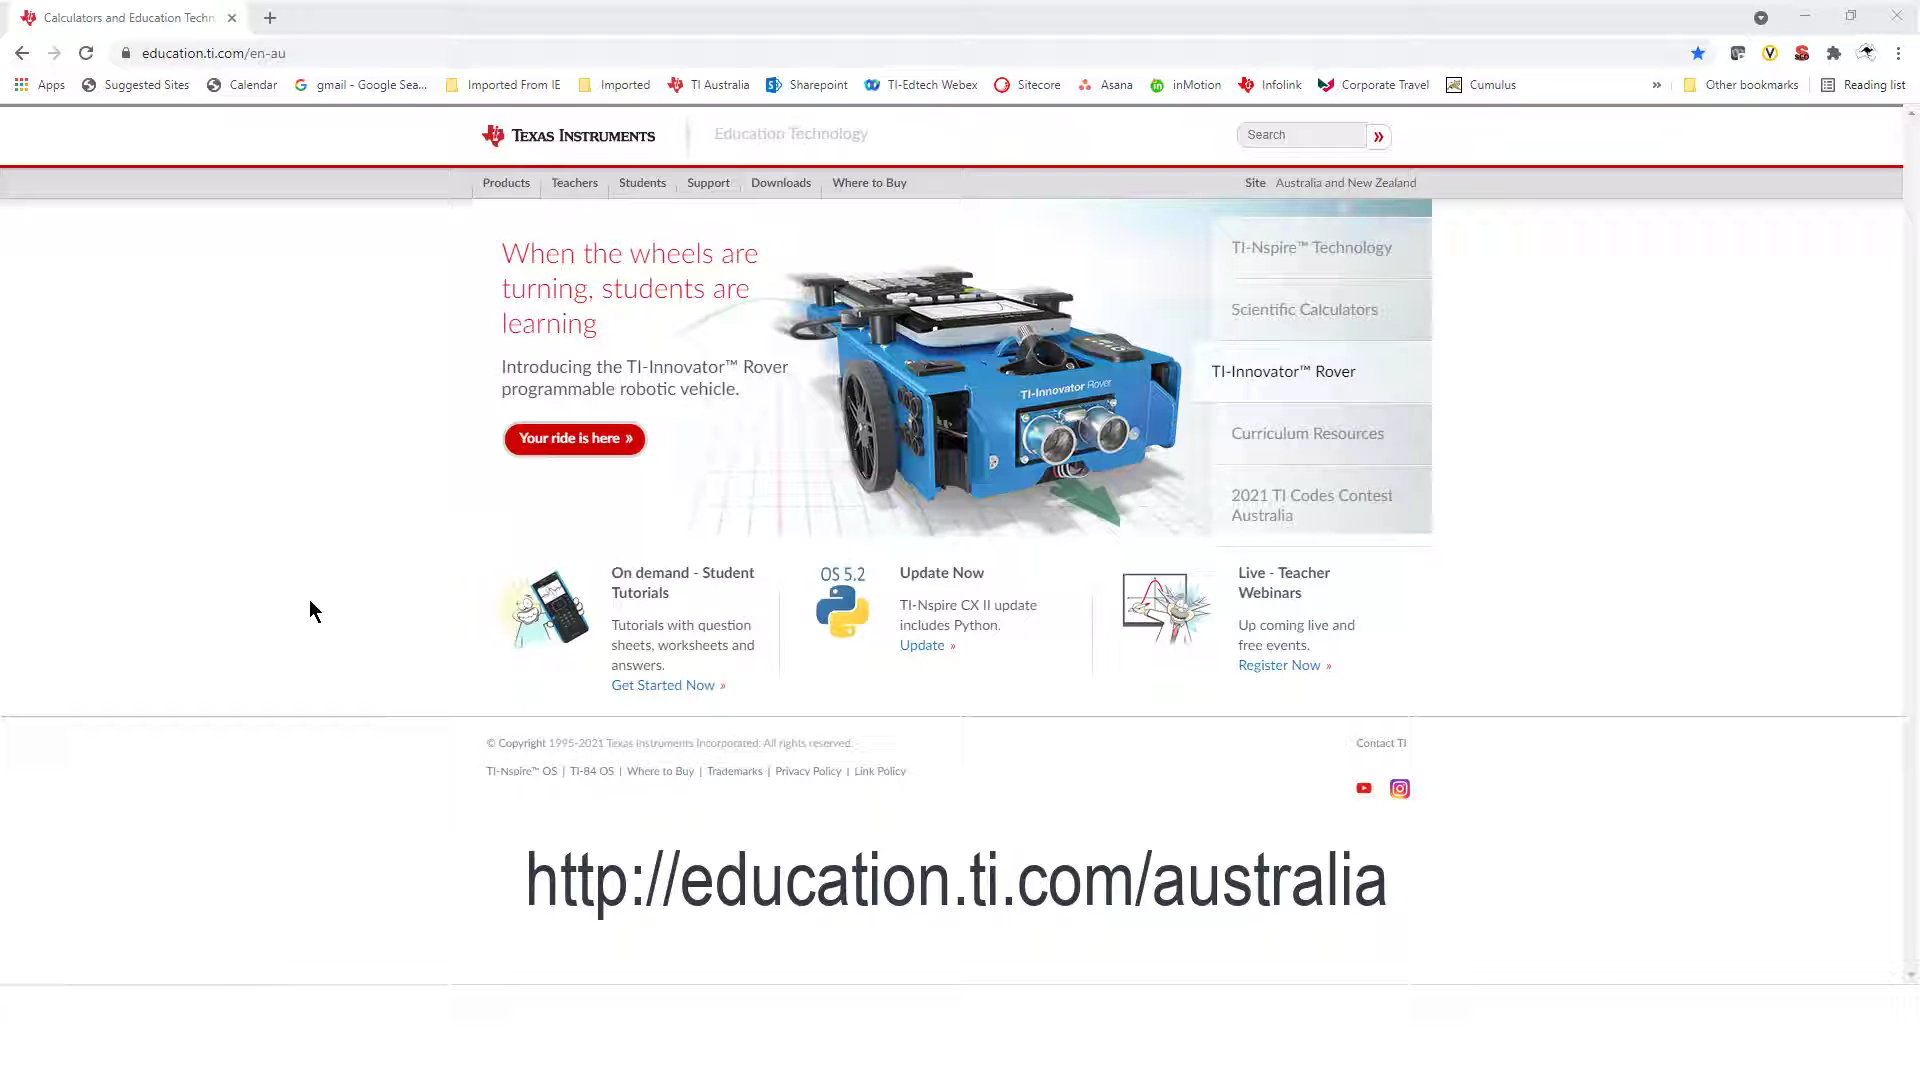 Calculators and Education Techn
education.ti.com/en-au
Apps Suggested Sites Calendar gmail - Google Sea... Imported From IE Imported TI Australia Sharepoint TI-Edtech Webex Sitecore Asana inMotion Infolink Corporate Travel Cumulus » Other bookmarks Reading list
TEXAS INSTRUMENTS Education Technology Search »
Products Teachers Students Support Downloads Where to Buy Site Australia and New Zealand
When the wheels are
turning, students are
learning
Introducing the TI-Innovator™ Rover
programmable robotic vehicle.
Your ride is here »
TI-Innovator Rover
TI-Nspire™ Technology
Scientific Calculators
TI-Innovator™ Rover
Curriculum Resources
2021 TI Codes Contest
Australia
On demand - Student
Tutorials
Tutorials with question
sheets, worksheets and
answers.
Get Started Now »
OS 5.2
Update Now
TI-Nspire CX II update
includes Python.
Update »
Live - Teacher
Webinars
Up coming live and
free events.
Register Now »
© Copyright 1995-2021 Texas Instruments Incorporated. All rights reserved.
Contact TI
TI-Nspire™ OS | TI-84 OS | Where to Buy | Trademarks | Privacy Policy | Link Policy
http://education.ti.com/australia